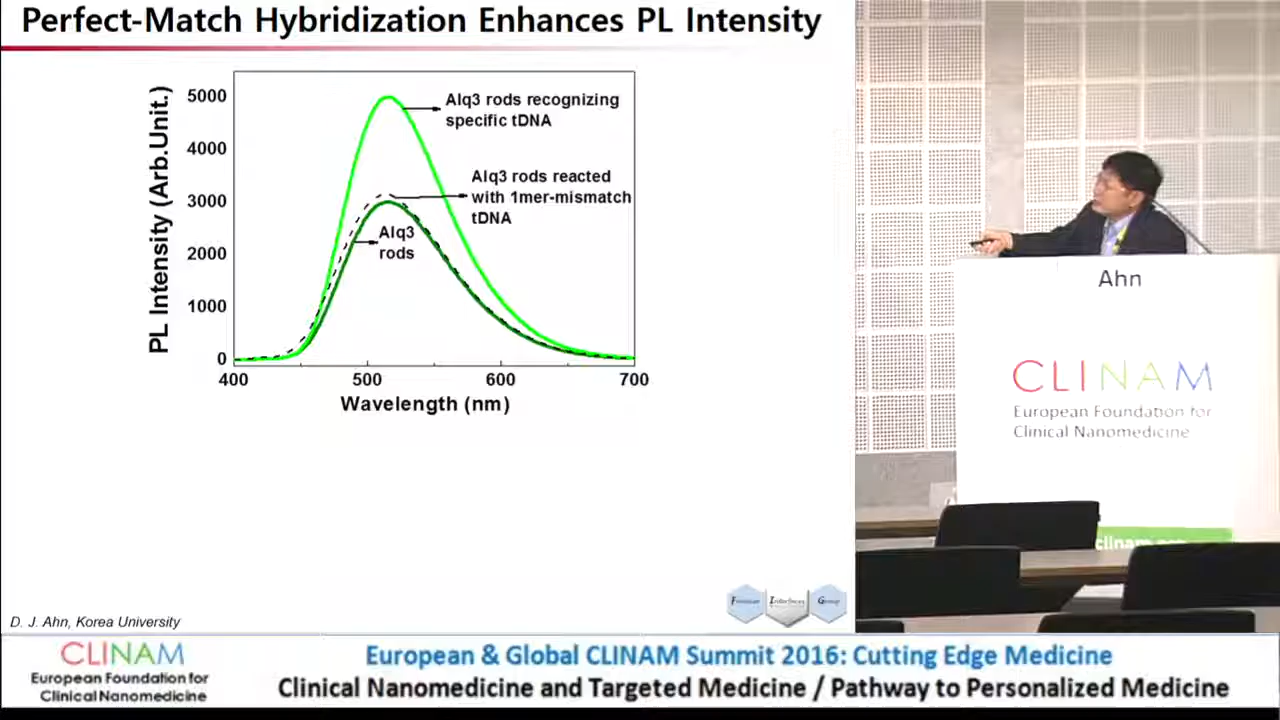 Perfect-Match Hybridization Enhances PL Intensity
PL Intensity (Arb.Unit.)
5000
4000
3000
2000
1000
0
Alq3 rods recognizing
specific tDNA
Alq3 rods reacted
with 1mer-mismatch
tDNA
Alq3
rods
400
500
600
700
Wavelength (nm)
Ahn
CLINAM
European Foundation for
Clinical Nanomedicine
Interfaces
Group
D. J. Ahn, Korea University
CLINAM
European Foundation for
Clinical Nanomedicine
European & Global CLINAM Summit 2016: Cutting Edge Medicine
Clinical Nanomedicine and Targeted Medicine / Pathway to Personalized Medicine